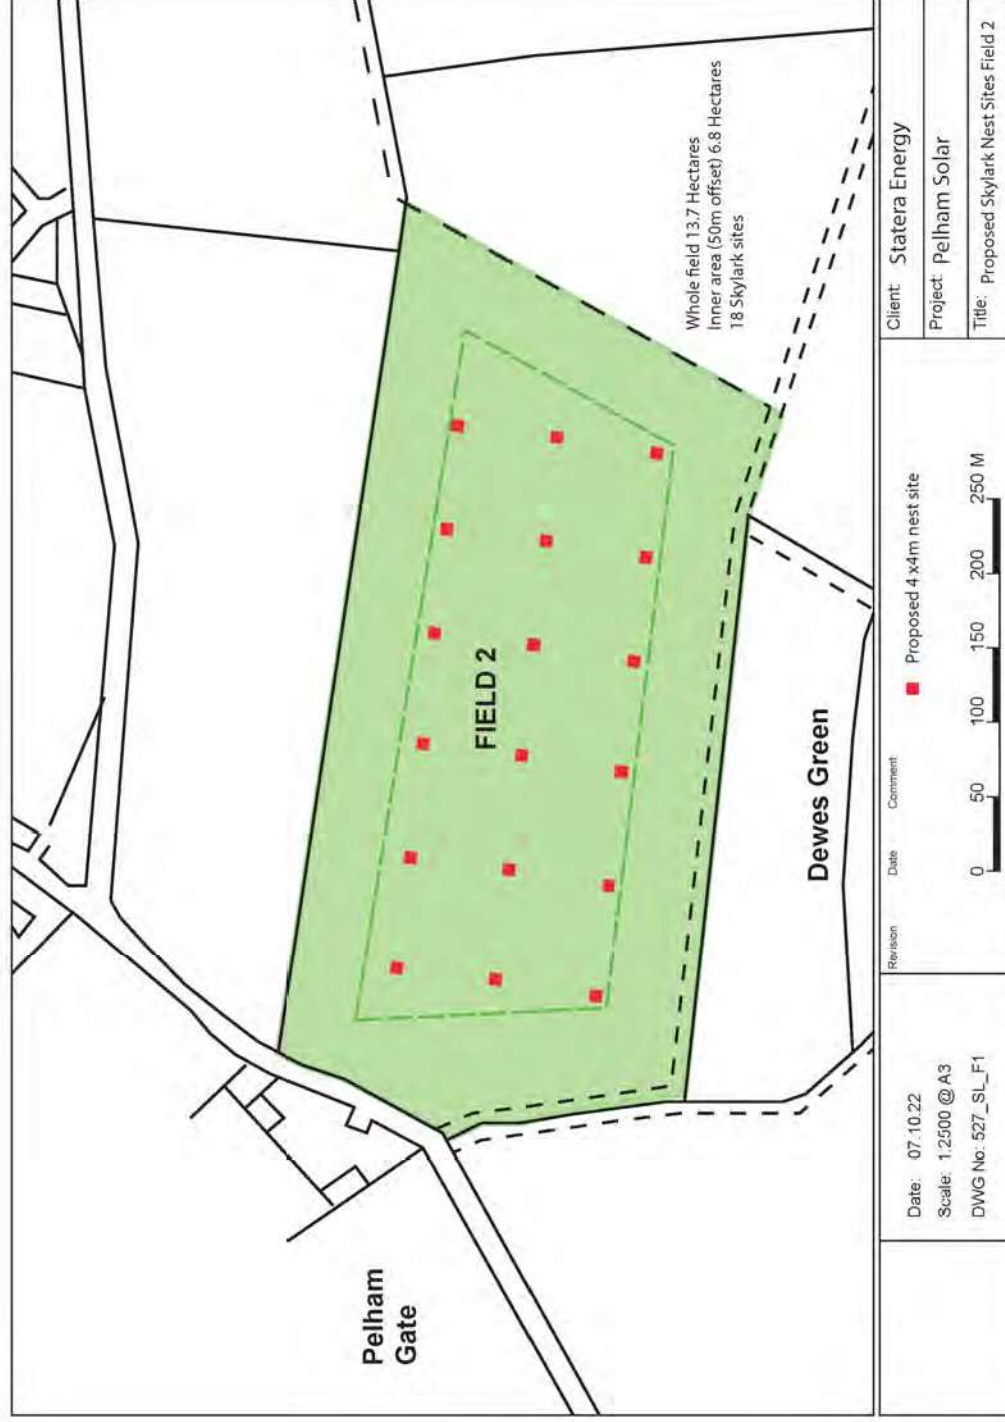 Pelham
Gate
FIELD 2
Dewes Green
Whole field 13.7 Hectares
Inner area (50m offset) 6.8 Hectares
18 Skylark sites
Date: 07.10.22
Scale: 1:2500 @ A3
DWG No: 527_SL_F1
Revision Date Comment
Proposed 4 x4m nest site
0 50 100 150 200 250 M
Client: Statera Energy
Project: Pelham Solar
Title: Proposed Skylark Nest Sites Field 2